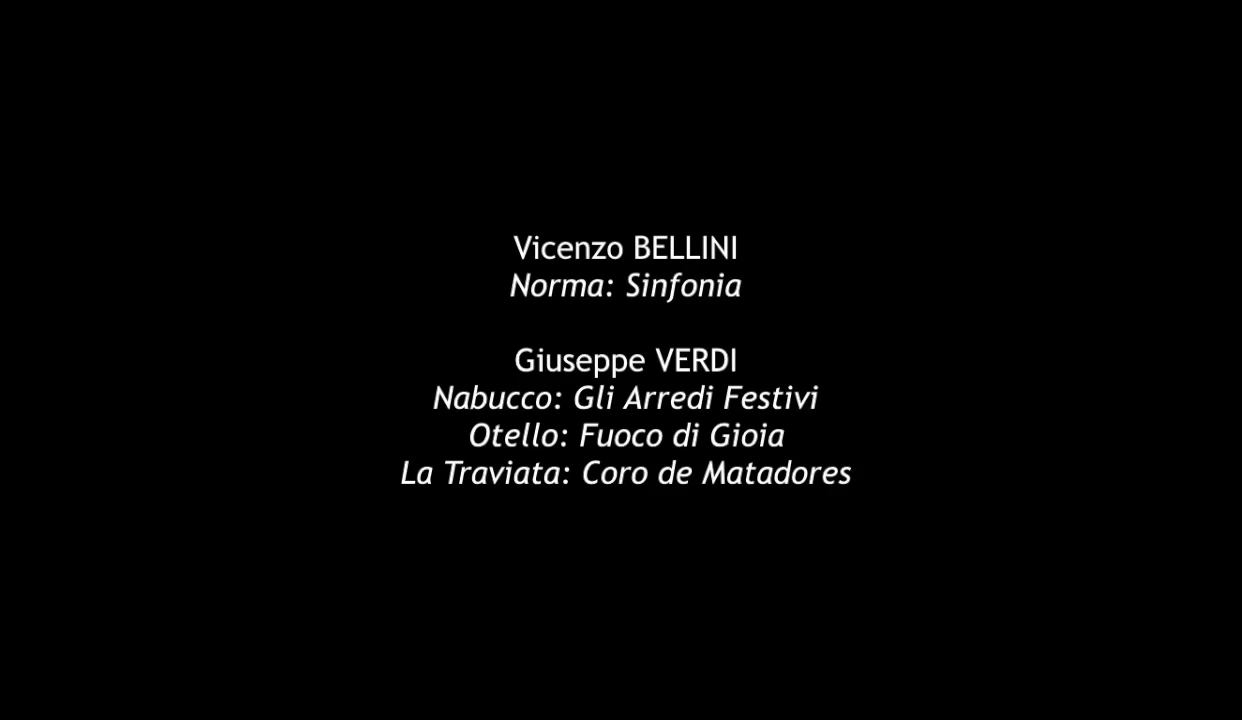 Vicenzo BELLINI
Norma: Sinfonia
Giuseppe VERDI
Nabucco: Gli Arredi Festivi
Otello: Fuoco di Gioia
La Traviata: Coro de Matadores